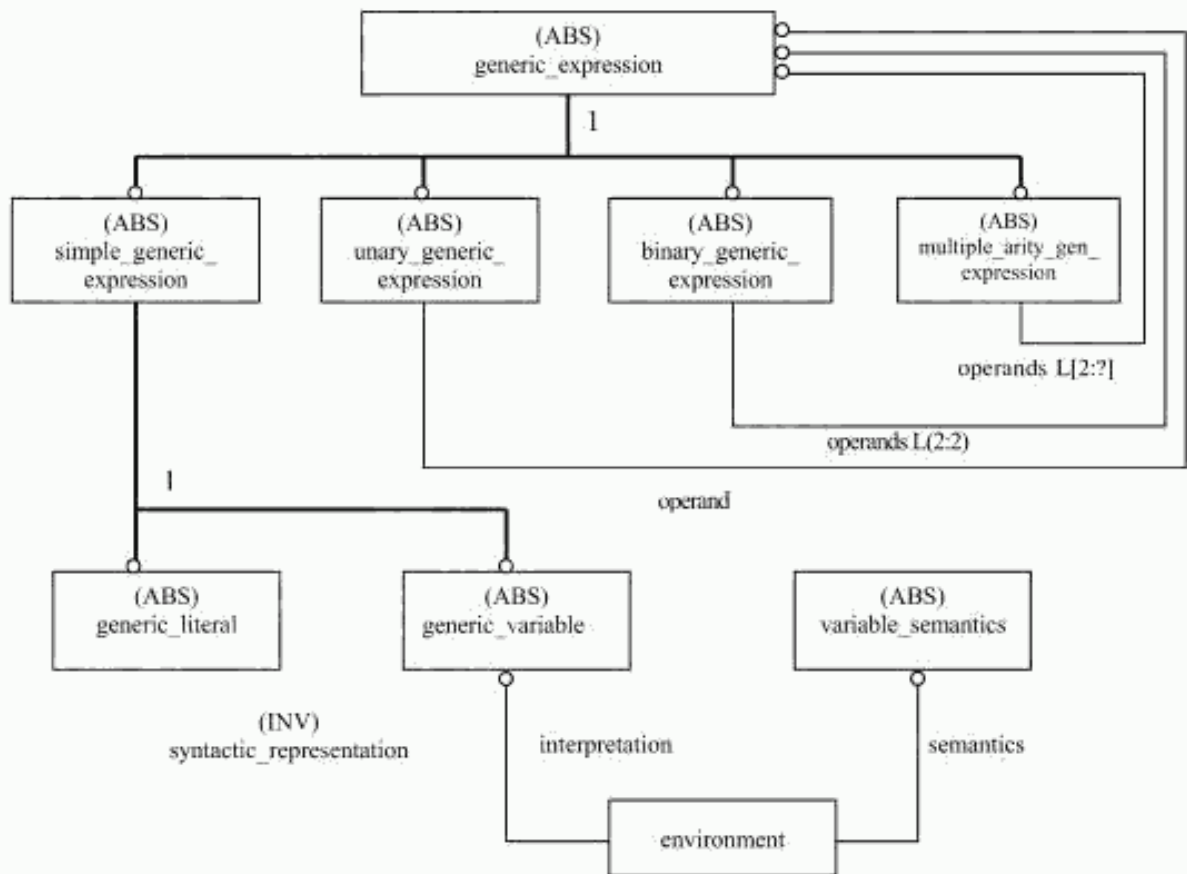 (ABS)
generic_expression
1
(ABS)
simple_generic_
expression
(ABS)
unary_generic_
expression
(ABS)
binary_generic_
expression
(ABS)
multiple_arity_gen_
expression
operands L[2:?]
operands L(2:2)
operand
1
(ABS)
generic_literal
(ABS)
generic_variable
(ABS)
variable_semantics
(INV)
syntactic_representation
interpretation
semantics
environment